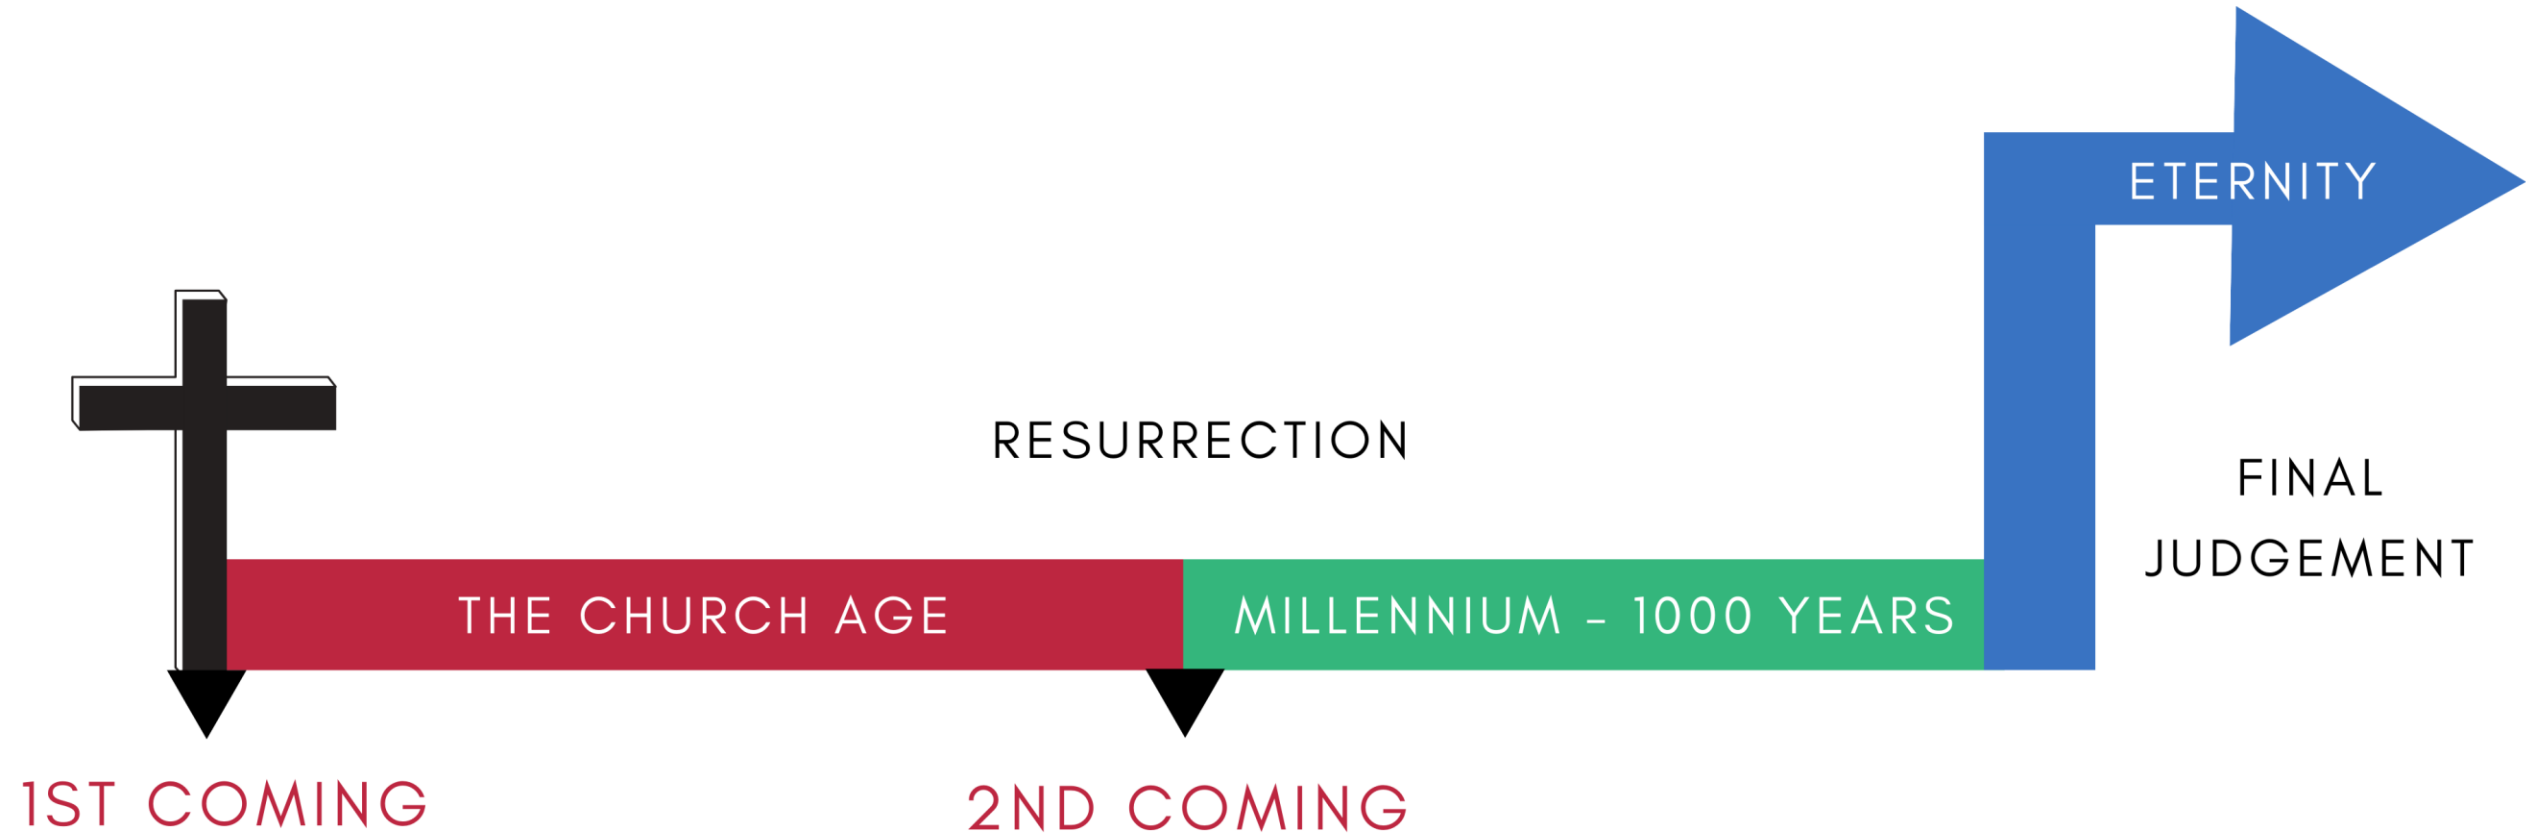 ETERNITY
RESURRECTION
FINAL
JUDGEMENT
THE CHURCH AGE
MILLENNIUM - 1000 YEARS
1ST COMING
2ND COMING